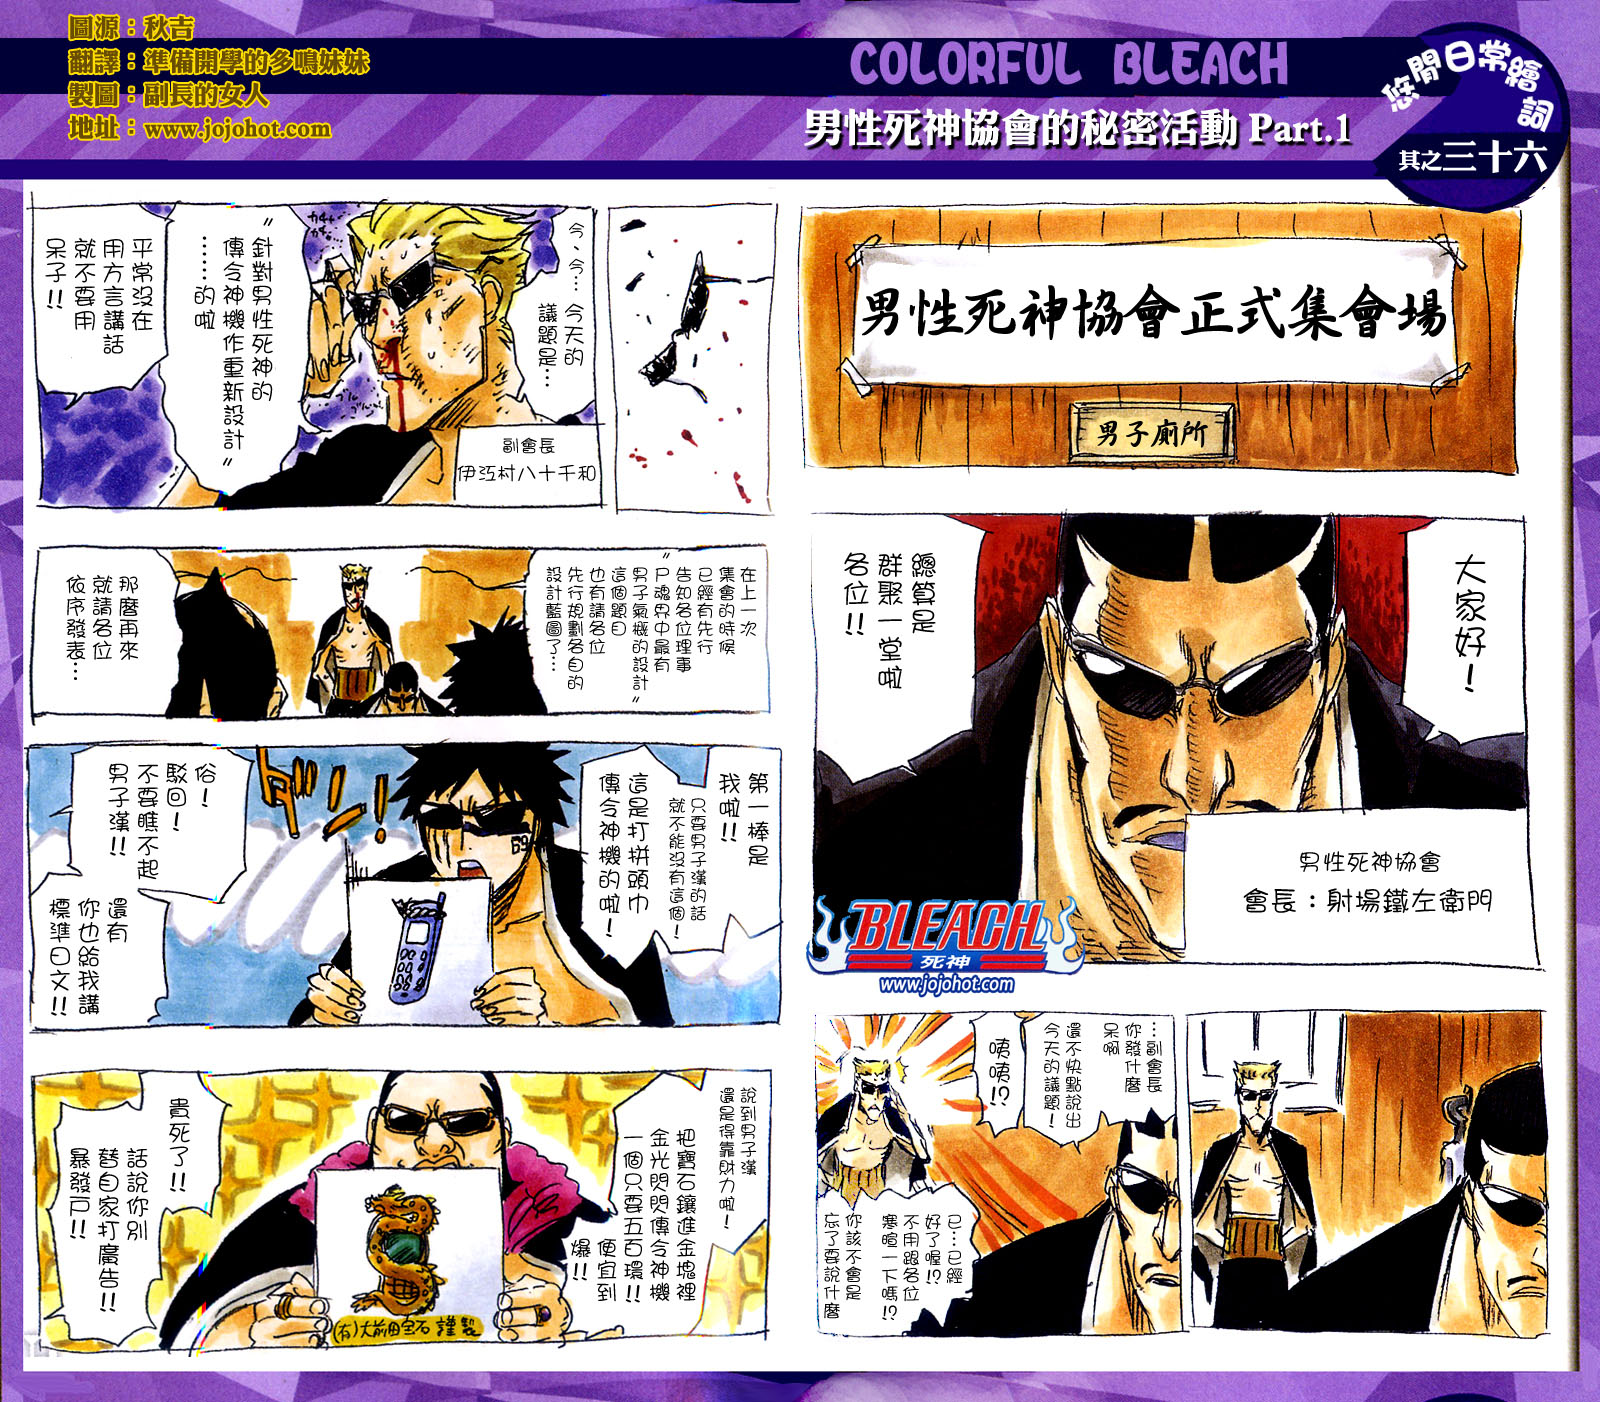 圖源：秋吉
翻譯：準備開學的多鳴妹妹
製圖：副長的女人
地址：www.jojohot.com
COLORFUL BLEACH
男性死神協會的秘密活動 Part.1
悠閒日常繪詞
其之三十六
男性死神協會正式集會場
男子廁所
大家好！
總算是
群聚一堂啦
各位!!
男性死神協會
會長：射場鐵左衛門
BLEACH
死神
www.jojohot.com
…副會長
你發什麼
呆啊
還不快點說出
今天的議題！
咦咦!?
已…已經
好了喔!?
不用跟各位
寒暄一下嗎!?
你該不會是
忘了要說什麼
今、今…今天的
議題是…
〝針對男性死神的
傳令神機作重新設計〞
……的啦
カチャ
カチャ…
平常沒在
用方言講話
就不要用
呆子!!
副會長
伊江村八十千和
在上一次
集會的時候
已經有先行
告知各位理事
〝魂界中最有
男子氣概的設計〞
這個題目
也有請各位
先行規劃各自的
設計藍圖了…
那麼再來
就請各位
依序發表…
第一棒是
我啦!!
只要男子漢的話
就不能沒有這個！
這是打拼頭巾
傳令神機的啦！
ダン！
69
俗！
駁回！
不要瞧不起
男子漢!!
還有
你也給我講
標準日文!!
說到男子漢
還是得靠財力啦！
把寶石鑲進金塊裡
金光閃閃傳令神機
一個只要五百環!!
便宜到
爆!!
(有)大前田宝石 謹製
貴死了!!
話說你別
替自家打廣告!!
暴發戶!!